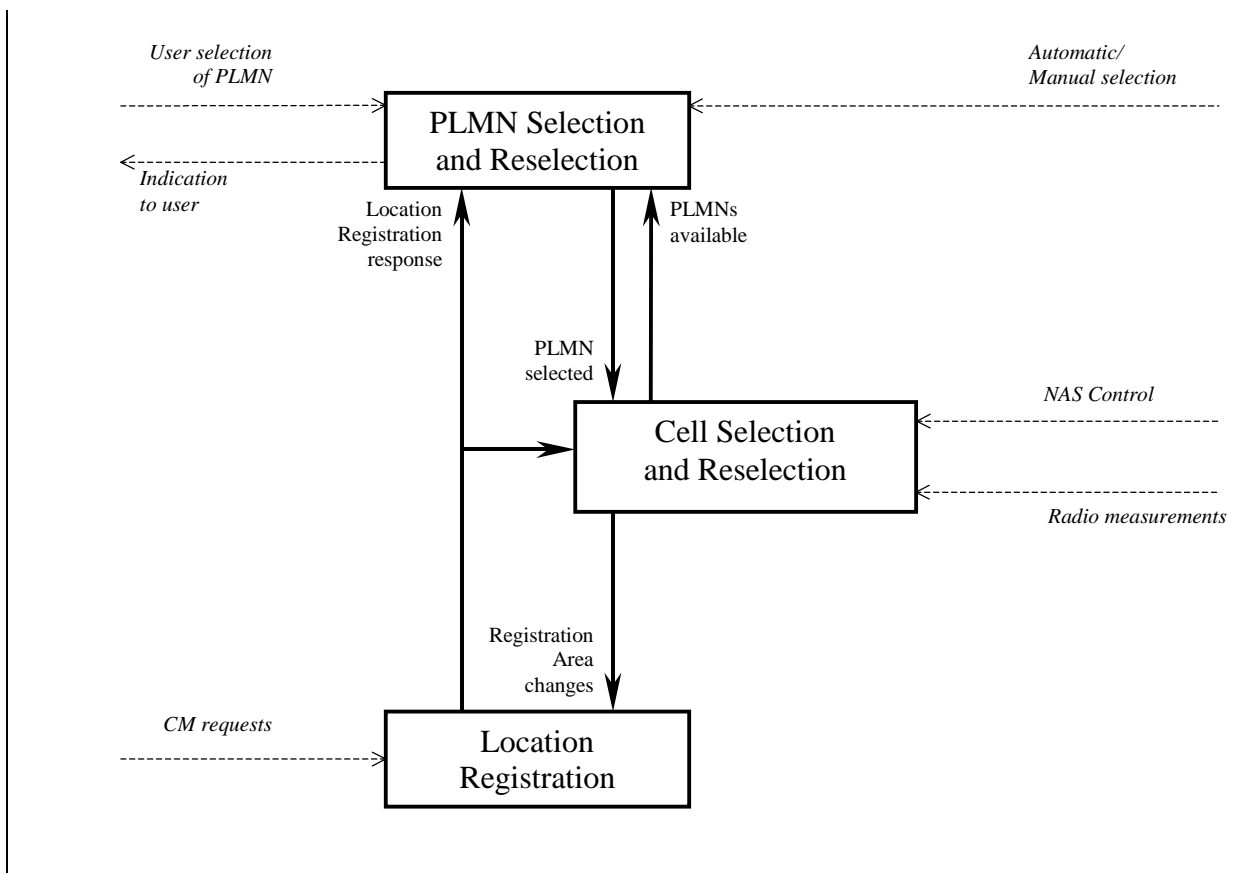 User selection
of PLMN
Automatic/
Manual selection
PLMN Selection
and Reselection
Indication
to user
Location
Registration
response
PLMNs
available
PLMN
selected
NAS Control
Cell Selection
and Reselection
Radio measurements
Registration
Area
changes
CM requests
Location
Registration